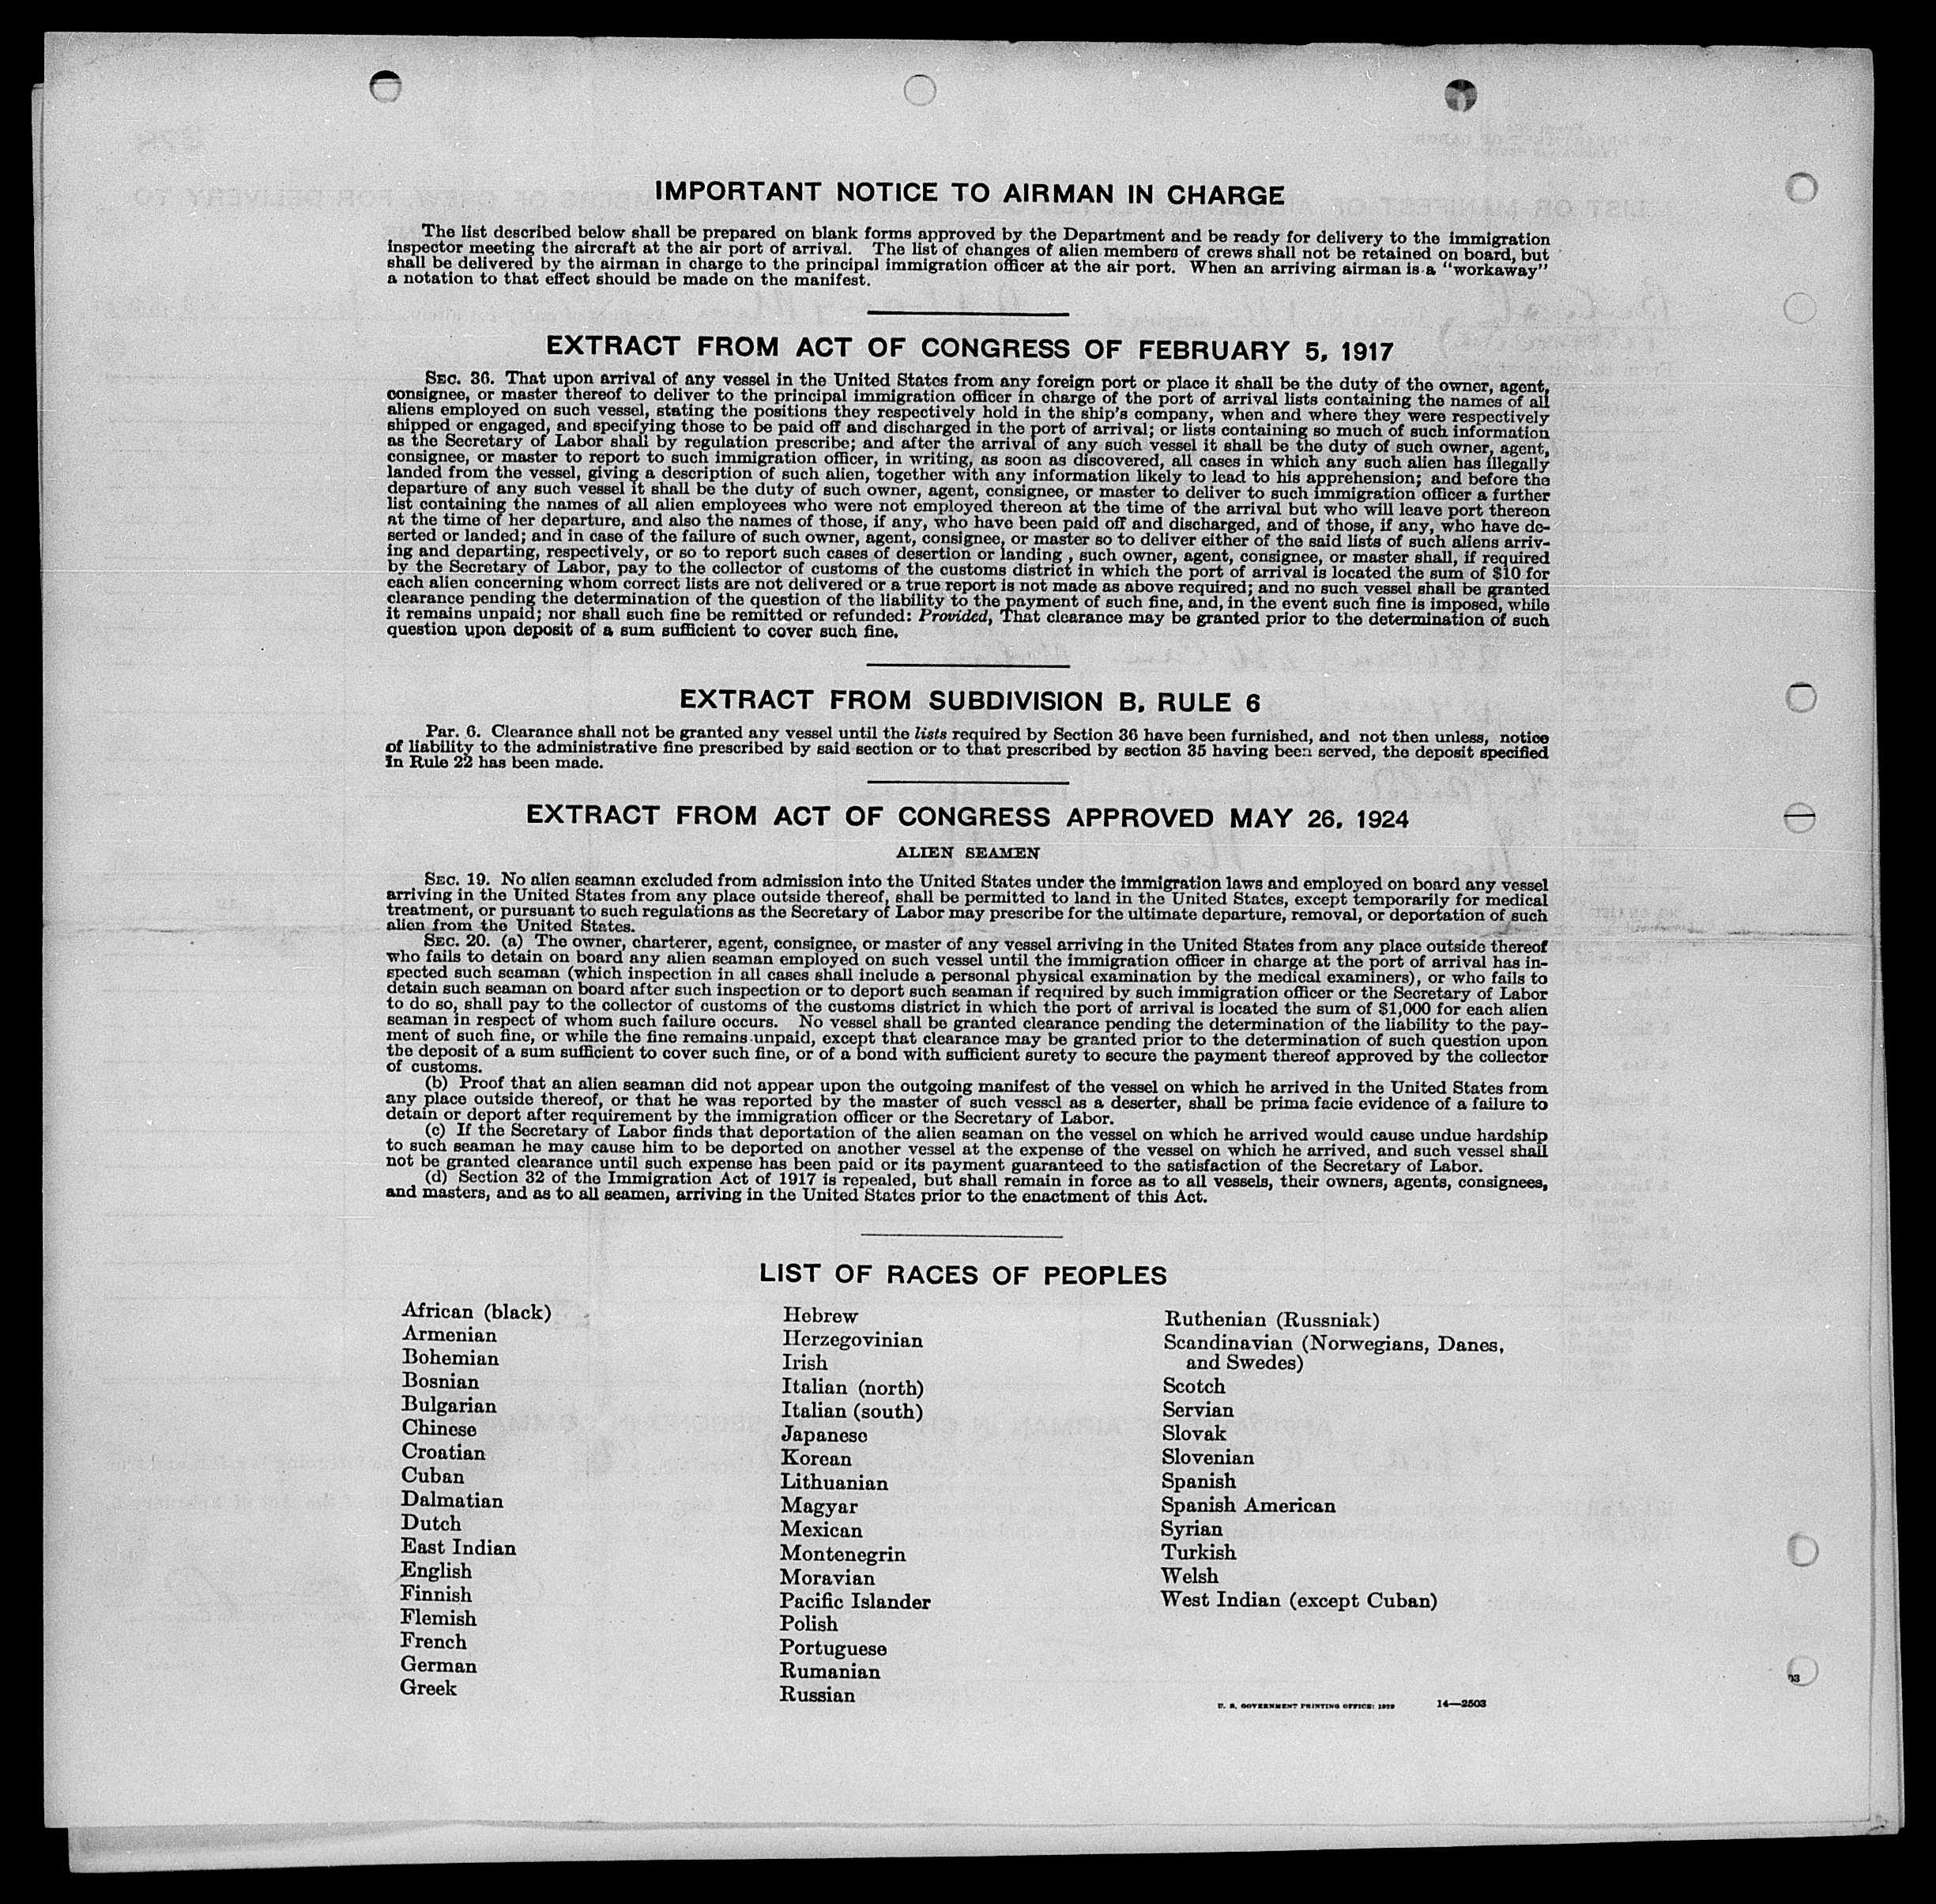 IMPORTANT NOTICE TO AIRMAN IN CHARGE
The list described below shall be prepared on blank forms approved by the Department and be ready for delivery to the immigration
inspector meeting the aircraft at the air port of arrival. The list of changes of alien members of crews shall not be retained on board, but
shall be delivered by the airman in charge to the principal immigration officer at the air port. When an arriving airman is a "workaway"
a notation to that effect should be made on the manifest.
EXTRACT FROM ACT OF CONGRESS OF FEBRUARY 5, 1917
SEC. 36. That upon arrival of any vessel in the United States from any foreign port or place it shall be the duty of the owner, agent,
consignee, or master thereof to deliver to the principal immigration officer in charge of the port of arrival lists containing the names of all
aliens employed on such vessel, stating the positions they respectively hold in the ship's company, when and where they were respectively
shipped or engaged, and specifying those to be paid off and discharged in the port of arrival; or lists containing so much of such information
as the Secretary of Labor shall by regulation prescribe; and after the arrival of any such vessel it shall be the duty of such owner, agent,
consignee, or master to report to such immigration officer, in writing, as soon as discovered, all cases in which any such alien has illegally
landed from the vessel, giving a description of such alien, together with any information likely to lead to his apprehension; and before the
departure of any such vessel it shall be the duty of such owner, agent, consignee, or master to deliver to such immigration officer a further
list containing the names of all alien employees who were not employed thereon at the time of the arrival but who will leave port thereon
at the time of her departure, and also the names of those, if any, who have been paid off and discharged, and of those, if any, who have de-
serted or landed; and in case of the failure of such owner, agent, consignee, or master so to deliver either of the said lists of such aliens arriv-
ing and departing, respectively, or so to report such cases of desertion or landing , such owner, agent, consignee, or master shall, if required
by the Secretary of Labor, pay to the collector of customs of the customs district in which the port of arrival is located the sum of $10 for
each alien concerning whom correct lists are not delivered or a true report is not made as above required; and no such vessel shall be granted
clearance pending the determination of the question of the liability to the payment of such fine, and, in the event such fine is imposed, while
it remains unpaid; nor shall such fine be remitted or refunded: Provided, That clearance may be granted prior to the determination of such
question upon deposit of a sum sufficient to cover such fine.
EXTRACT FROM SUBDIVISION B, RULE 6
Par. 6. Clearance shall not be granted any vessel until the lists required by Section 36 have been furnished, and not then unless, notice
of liability to the administrative fine prescribed by said section or to that prescribed by section 35 having been served, the deposit specified
in Rule 22 has been made.
EXTRACT FROM ACT OF CONGRESS APPROVED MAY 26, 1924
ALIEN SEAMEN
SEC. 19. No alien seaman excluded from admission into the United States under the immigration laws and employed on board any vessel
arriving in the United States from any place outside thereof, shall be permitted to land in the United States, except temporarily for medical
treatment, or pursuant to such regulations as the Secretary of Labor may prescribe for the ultimate departure, removal, or deportation of such
alien from the United States.
SEC. 20. (a) The owner, charterer, agent, consignee, or master of any vessel arriving in the United States from any place outside thereof
who fails to detain on board any alien seaman employed on such vessel until the immigration officer in charge at the port of arrival has in-
spected such seaman (which inspection in all cases shall include a personal physical examination by the medical examiners), or who fails to
detain such seaman on board after such inspection or to deport such seaman if required by such immigration officer or the Secretary of Labor
to do so, shall pay to the collector of customs of the customs district in which the port of arrival is located the sum of $1,000 for each alien
seaman in respect of whom such failure occurs. No vessel shall be granted clearance pending the determination of the liability to the pay-
ment of such fine, or while the fine remains unpaid, except that clearance may be granted prior to the determination of such question upon
the deposit of a sum sufficient to cover such fine, or of a bond with sufficient surety to secure the payment thereof approved by the collector
of customs.
(b) Proof that an alien seaman did not appear upon the outgoing manifest of the vessel on which he arrived in the United States from
any place outside thereof, or that he was reported by the master of such vessel as a deserter, shall be prima facie evidence of a failure to
detain or deport after requirement by the immigration officer or the Secretary of Labor.
(c) If the Secretary of Labor finds that deportation of the alien seaman on the vessel on which he arrived would cause undue hardship
to such seaman he may cause him to be deported on another vessel at the expense of the vessel on which he arrived, and such vessel shall
not be granted clearance until such expense has been paid or its payment guaranteed to the satisfaction of the Secretary of Labor.
(d) Section 32 of the Immigration Act of 1917 is repealed, but shall remain in force as to all vessels, their owners, agents, consignees,
and masters, and as to all seamen, arriving in the United States prior to the enactment of this Act.
LIST OF RACES OF PEOPLES
African (black)
Armenian
Bohemian
Bosnian
Bulgarian
Chinese
Croatian
Cuban
Dalmatian
Dutch
East Indian
English
Finnish
Flemish
French
German
Greek
Hebrew
Herzegovinian
Irish
Italian (north)
Italian (south)
Japanese
Korean
Lithuanian
Magyar
Mexican
Montenegrin
Moravian
Pacific Islander
Polish
Portuguese
Rumanian
Russian
Ruthenian (Russniak)
Scandinavian (Norwegians, Danes,
and Swedes)
Scotch
Servian
Slovak
Slovenian
Spanish
Spanish American
Syrian
Turkish
Welsh
West Indian (except Cuban)
U. S. GOVERNMENT PRINTING OFFICE: 1929 14—2503